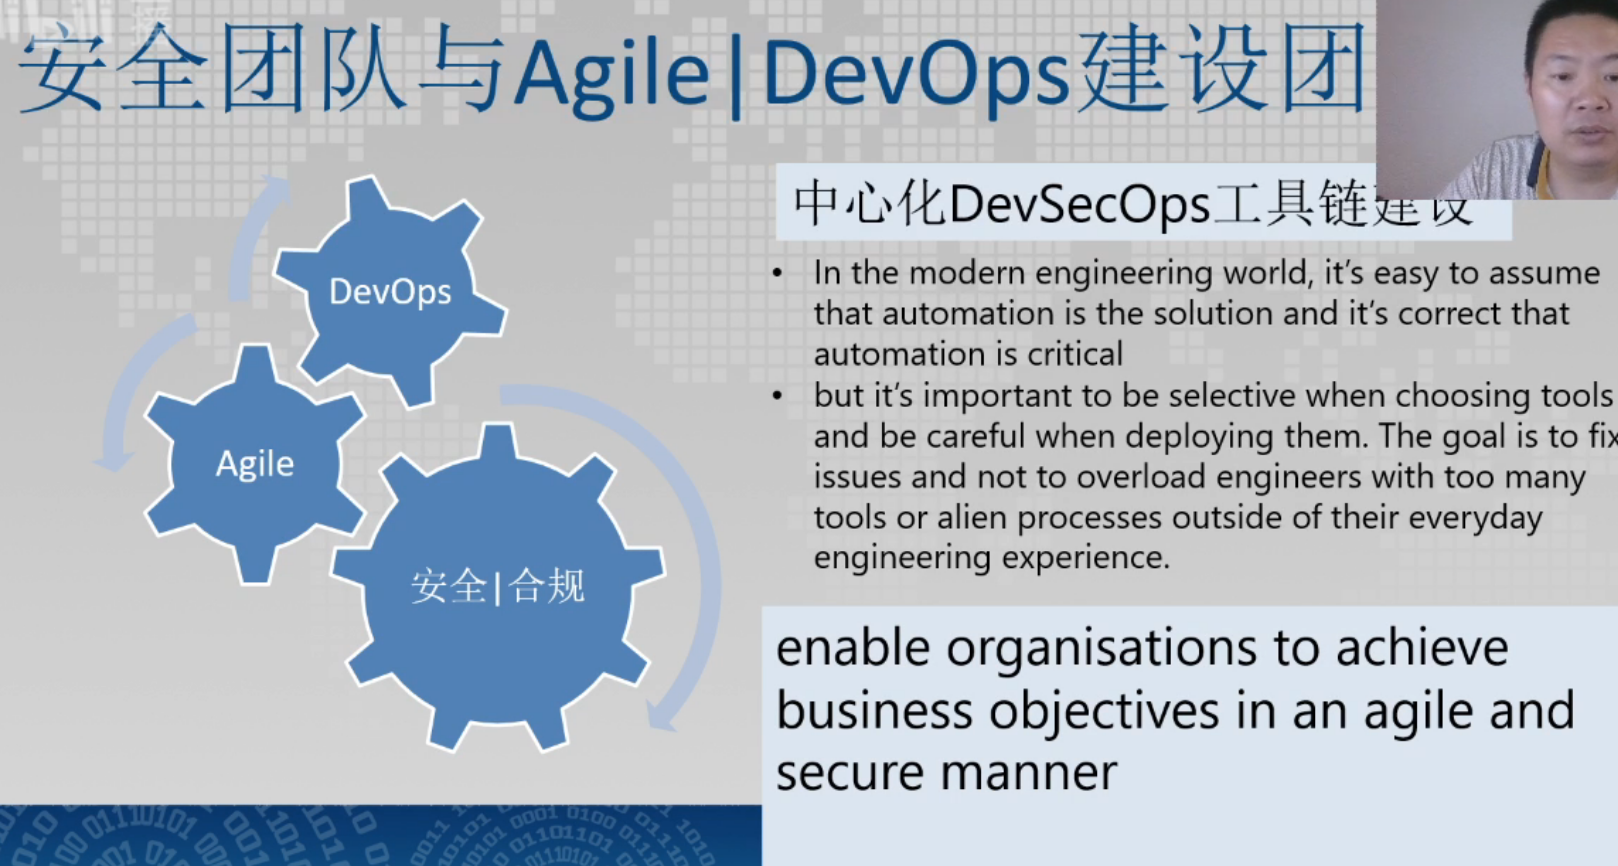 安全团队与Agile|DevOps建设团
中心化DevSecOps工具链建设
DevOps
Agile
安全|合规
• In the modern engineering world, it's easy to assume
that automation is the solution and it's correct that
automation is critical
• but it's important to be selective when choosing tools
and be careful when deploying them. The goal is to fix
issues and not to overload engineers with too many
tools or alien processes outside of their everyday
engineering experience.
enable organisations to achieve
business objectives in an agile and
secure manner